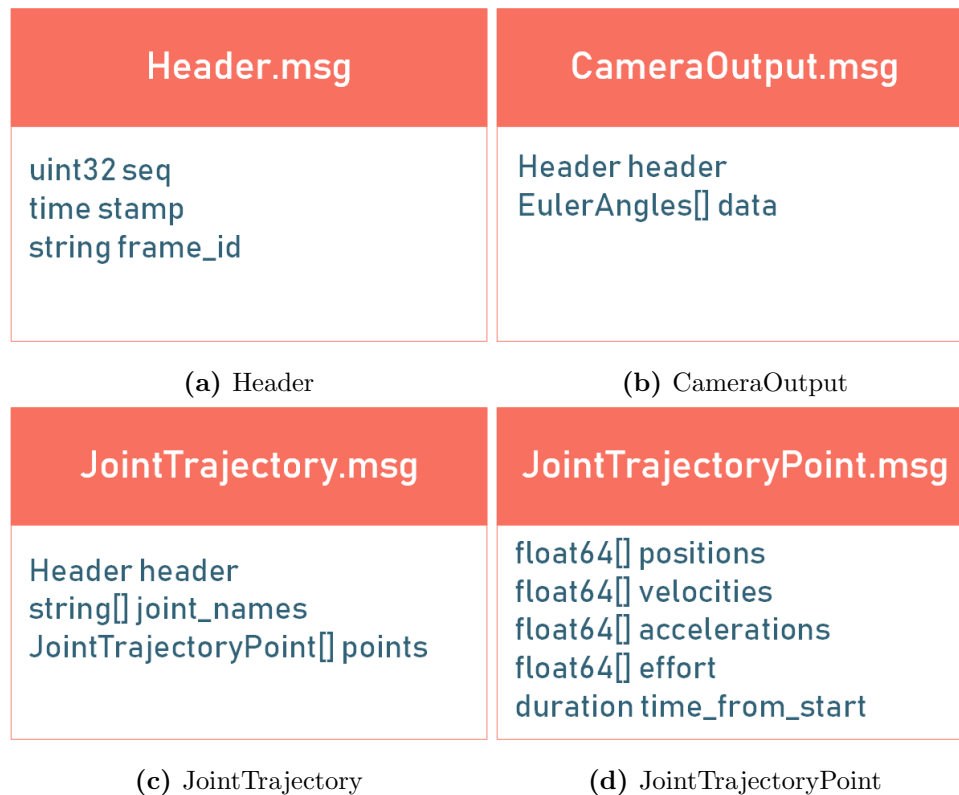 Header.msg
uint32 seq
time stamp
string frame_id
(a) Header
CameraOutput.msg
Header header
EulerAngles[] data
(b) CameraOutput
JointTrajectory.msg
Header header
string[] joint_names
JointTrajectoryPoint[] points
(c) JointTrajectory
JointTrajectoryPoint.msg
float64[] positions
float64[] velocities
float64[] accelerations
float64[] effort
duration time_from_start
(d) JointTrajectoryPoint